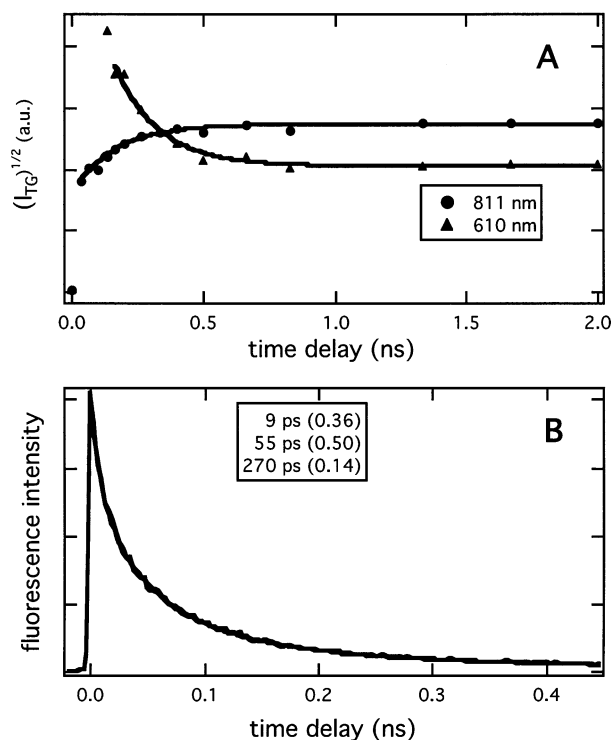 A
(I_TG)^1/2 (a.u.)
811 nm
610 nm
0.0 0.5 1.0 1.5 2.0
time delay (ns)
B
9 ps (0.36)
55 ps (0.50)
270 ps (0.14)
fluorescence intensity
0.0 0.1 0.2 0.3 0.4
time delay (ns)